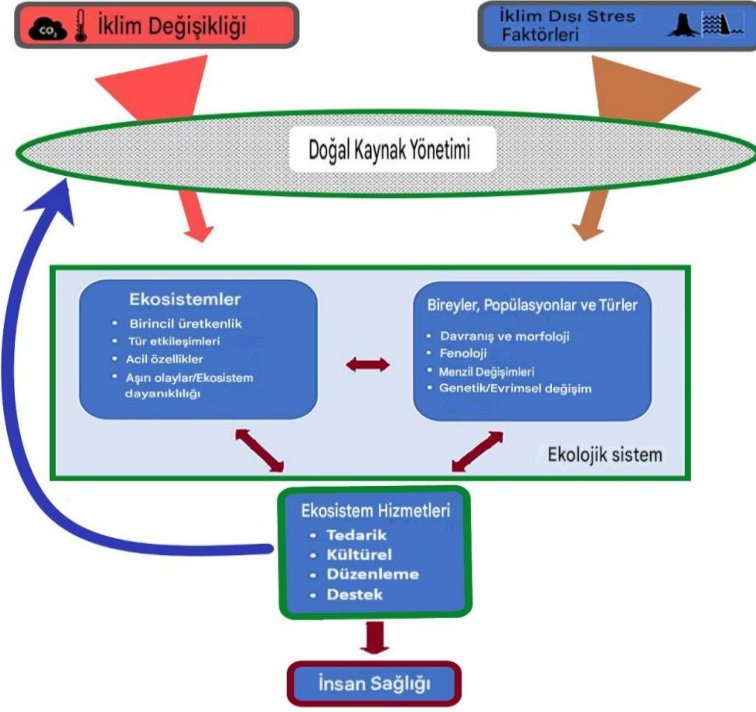 CO₂ İklim Değişikliği
İklim Dışı Stres
Faktörleri
Doğal Kaynak Yönetimi
Ekosistemler
• Birincil üretkenlik
• Tür etkileşimleri
• Acil özellikler
• Aşırı olaylar/Ekosistem
dayanıklılığı
Bireyler, Popülasyonlar ve Türler
• Davranış ve morfoloji
• Fenoloji
• Menzil Değişimleri
• Genetik/Evrimsel değişim
Ekolojik sistem
Ekosistem Hizmetleri
• Tedarik
• Kültürel
• Düzenleme
• Destek
İnsan Sağlığı